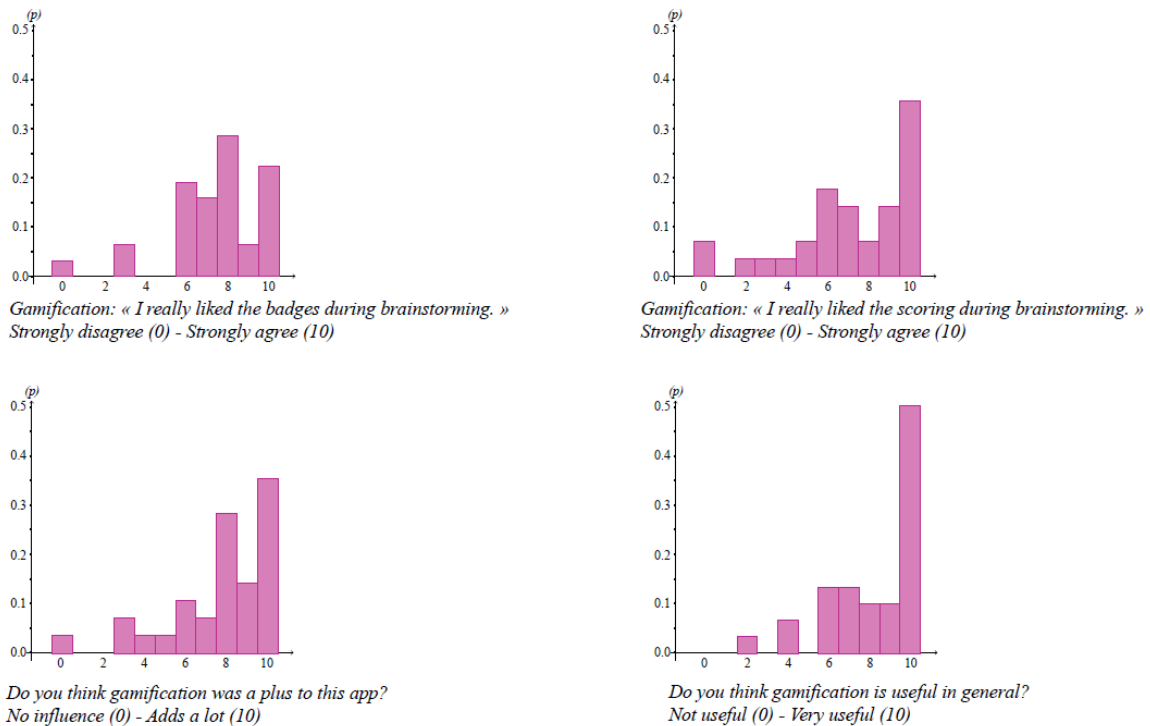 (p)
0.5
0.4
0.3
0.2
0.1
0.0
0 2 4 6 8 10
Gamification: « I really liked the badges during brainstorming. »
Strongly disagree (0) - Strongly agree (10)
(p)
0.5
0.4
0.3
0.2
0.1
0.0
0 2 4 6 8 10
Gamification: « I really liked the scoring during brainstorming. »
Strongly disagree (0) - Strongly agree (10)
(p)
0.5
0.4
0.3
0.2
0.1
0.0
0 2 4 6 8 10
Do you think gamification was a plus to this app?
No influence (0) - Adds a lot (10)
(p)
0.5
0.4
0.3
0.2
0.1
0.0
0 2 4 6 8 10
Do you think gamification is useful in general?
Not useful (0) - Very useful (10)